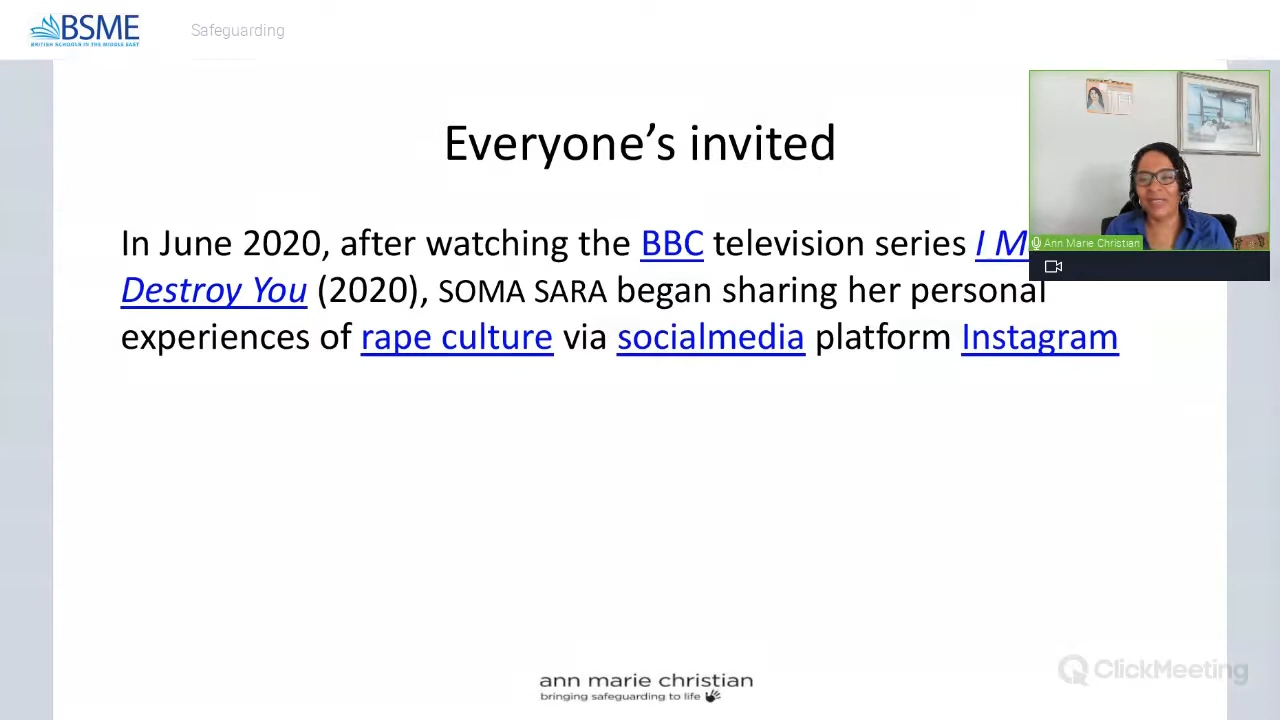 BSME
BRITISH SCHOOLS IN THE MIDDLE EAST
Safeguarding
Everyone’s invited
In June 2020, after watching the BBC television series I M
Destroy You (2020), SOMA SARA began sharing her personal
experiences of rape culture via socialmedia platform Instagram
Ann Marie Christian
ann marie christian
bringing safeguarding to life
ClickMeeting